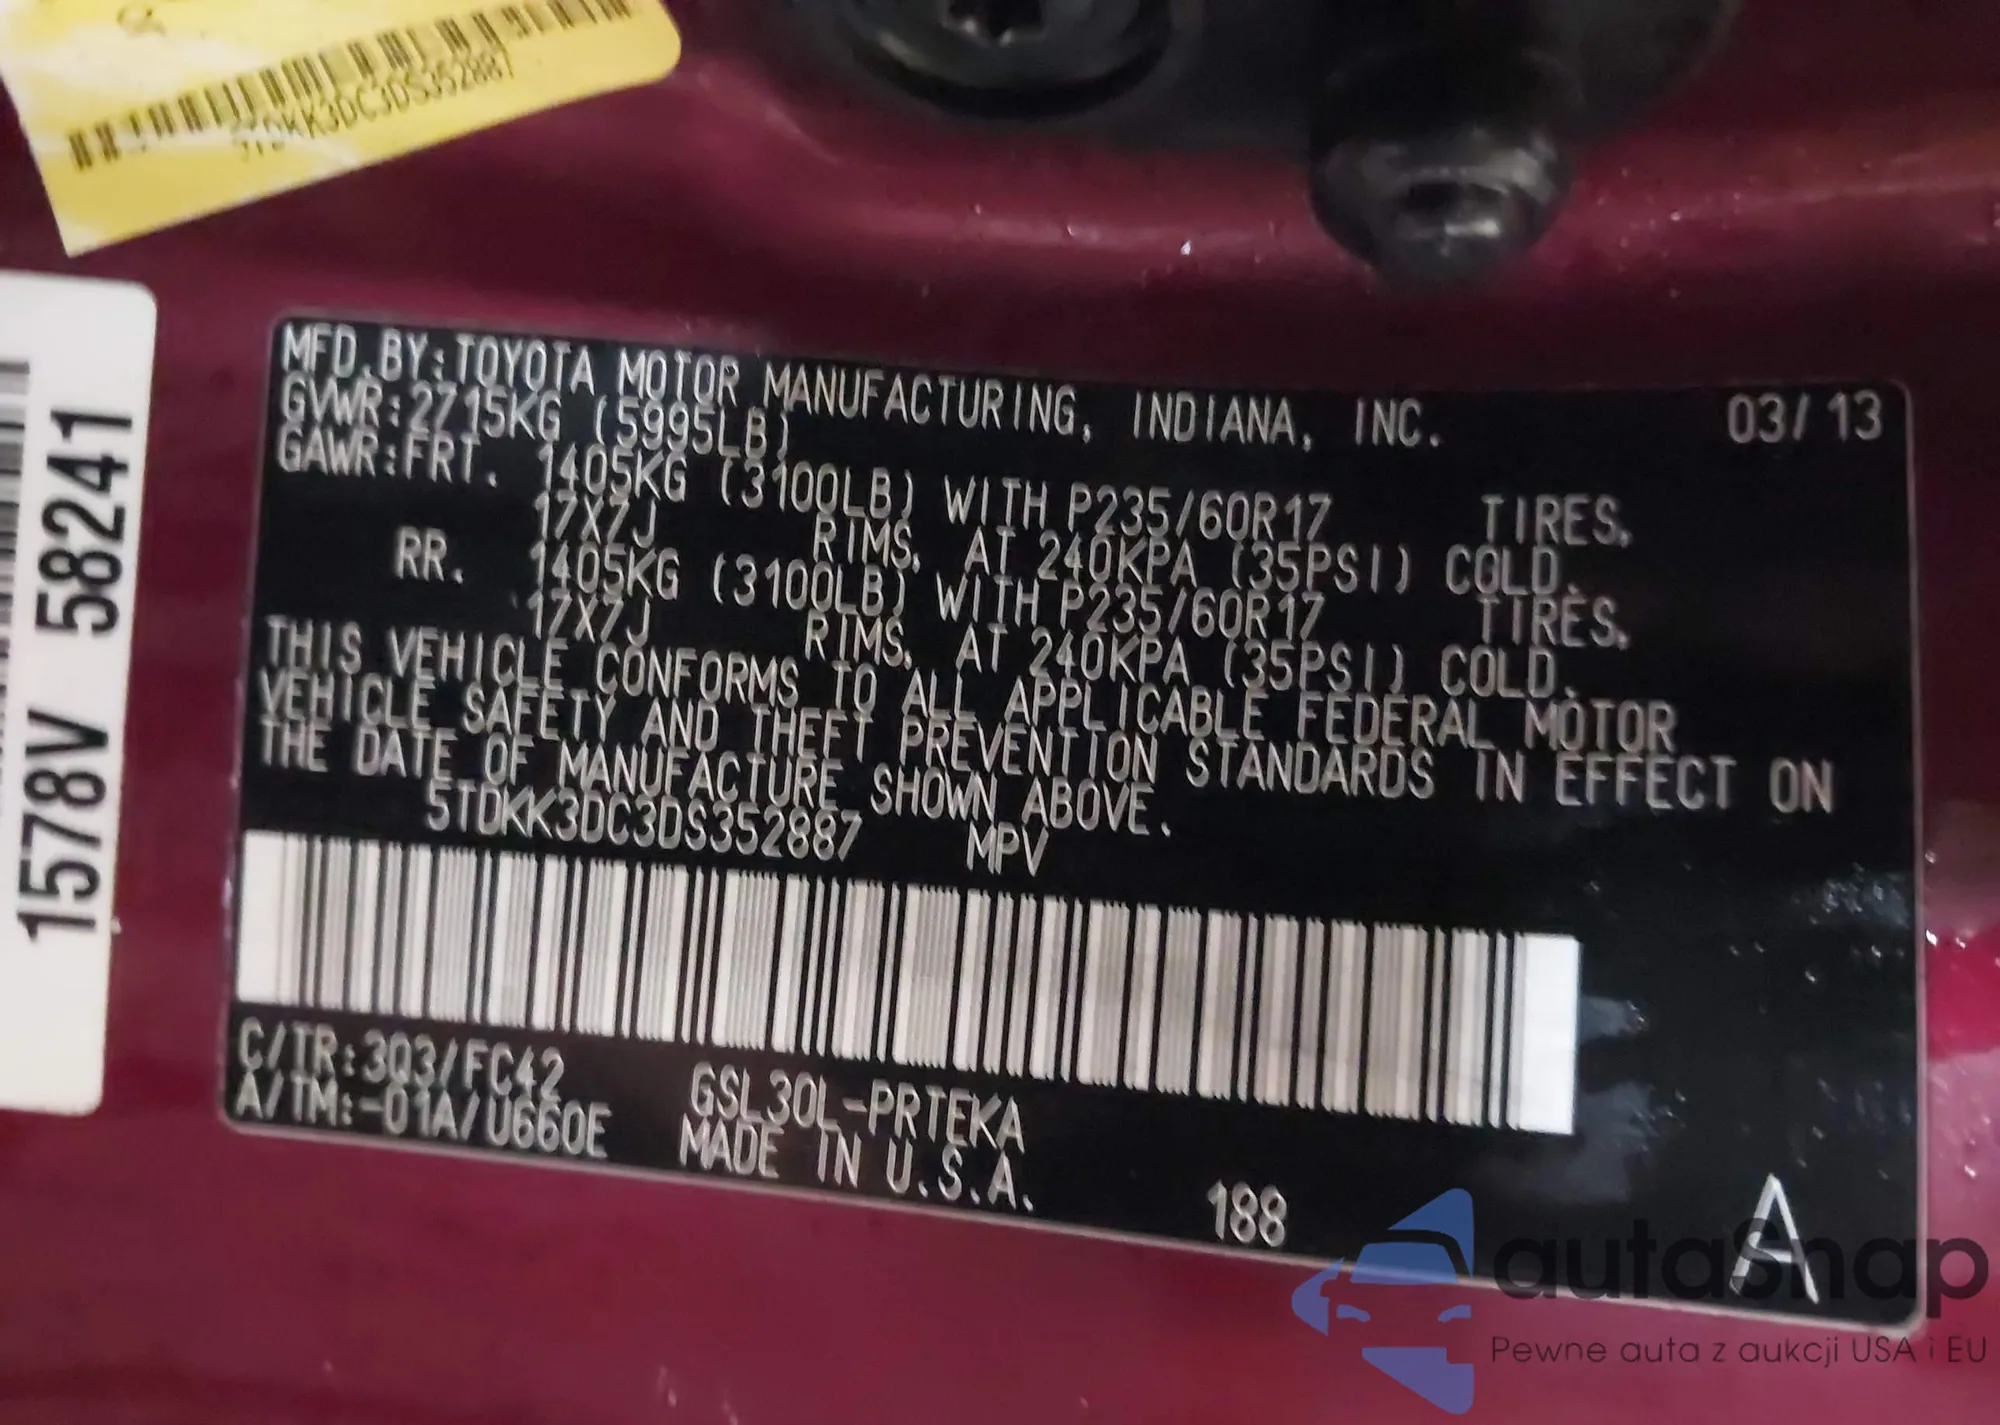 5TDKK3DC3DS352887
1578V 58241
MFD.BY:TOYOTA MOTOR MANUFACTURING, INDIANA, INC. 03/13
GVWR:2715KG (5995LB)
GAWR:FRT. 1405KG (3100LB) WITH P235/60R17 TIRES,
17X7J RIMS, AT 240KPA (35PSI) COLD.
RR. 1405KG (3100LB) WITH P235/60R17 TIRES,
17X7J RIMS, AT 240KPA (35PSI) COLD.
THIS VEHICLE CONFORMS TO ALL APPLICABLE FEDERAL MOTOR
VEHICLE SAFETY AND THEFT PREVENTION STANDARDS IN EFFECT ON
THE DATE OF MANUFACTURE SHOWN ABOVE.
5TDKK3DC3DS352887 MPV
C/TR:3Q3/FC42 GSL30L-PRTEKA
A/TM:-01A/U660E MADE IN U.S.A.
188 A
autasnap
Pewne auta z aukcji USA i EU